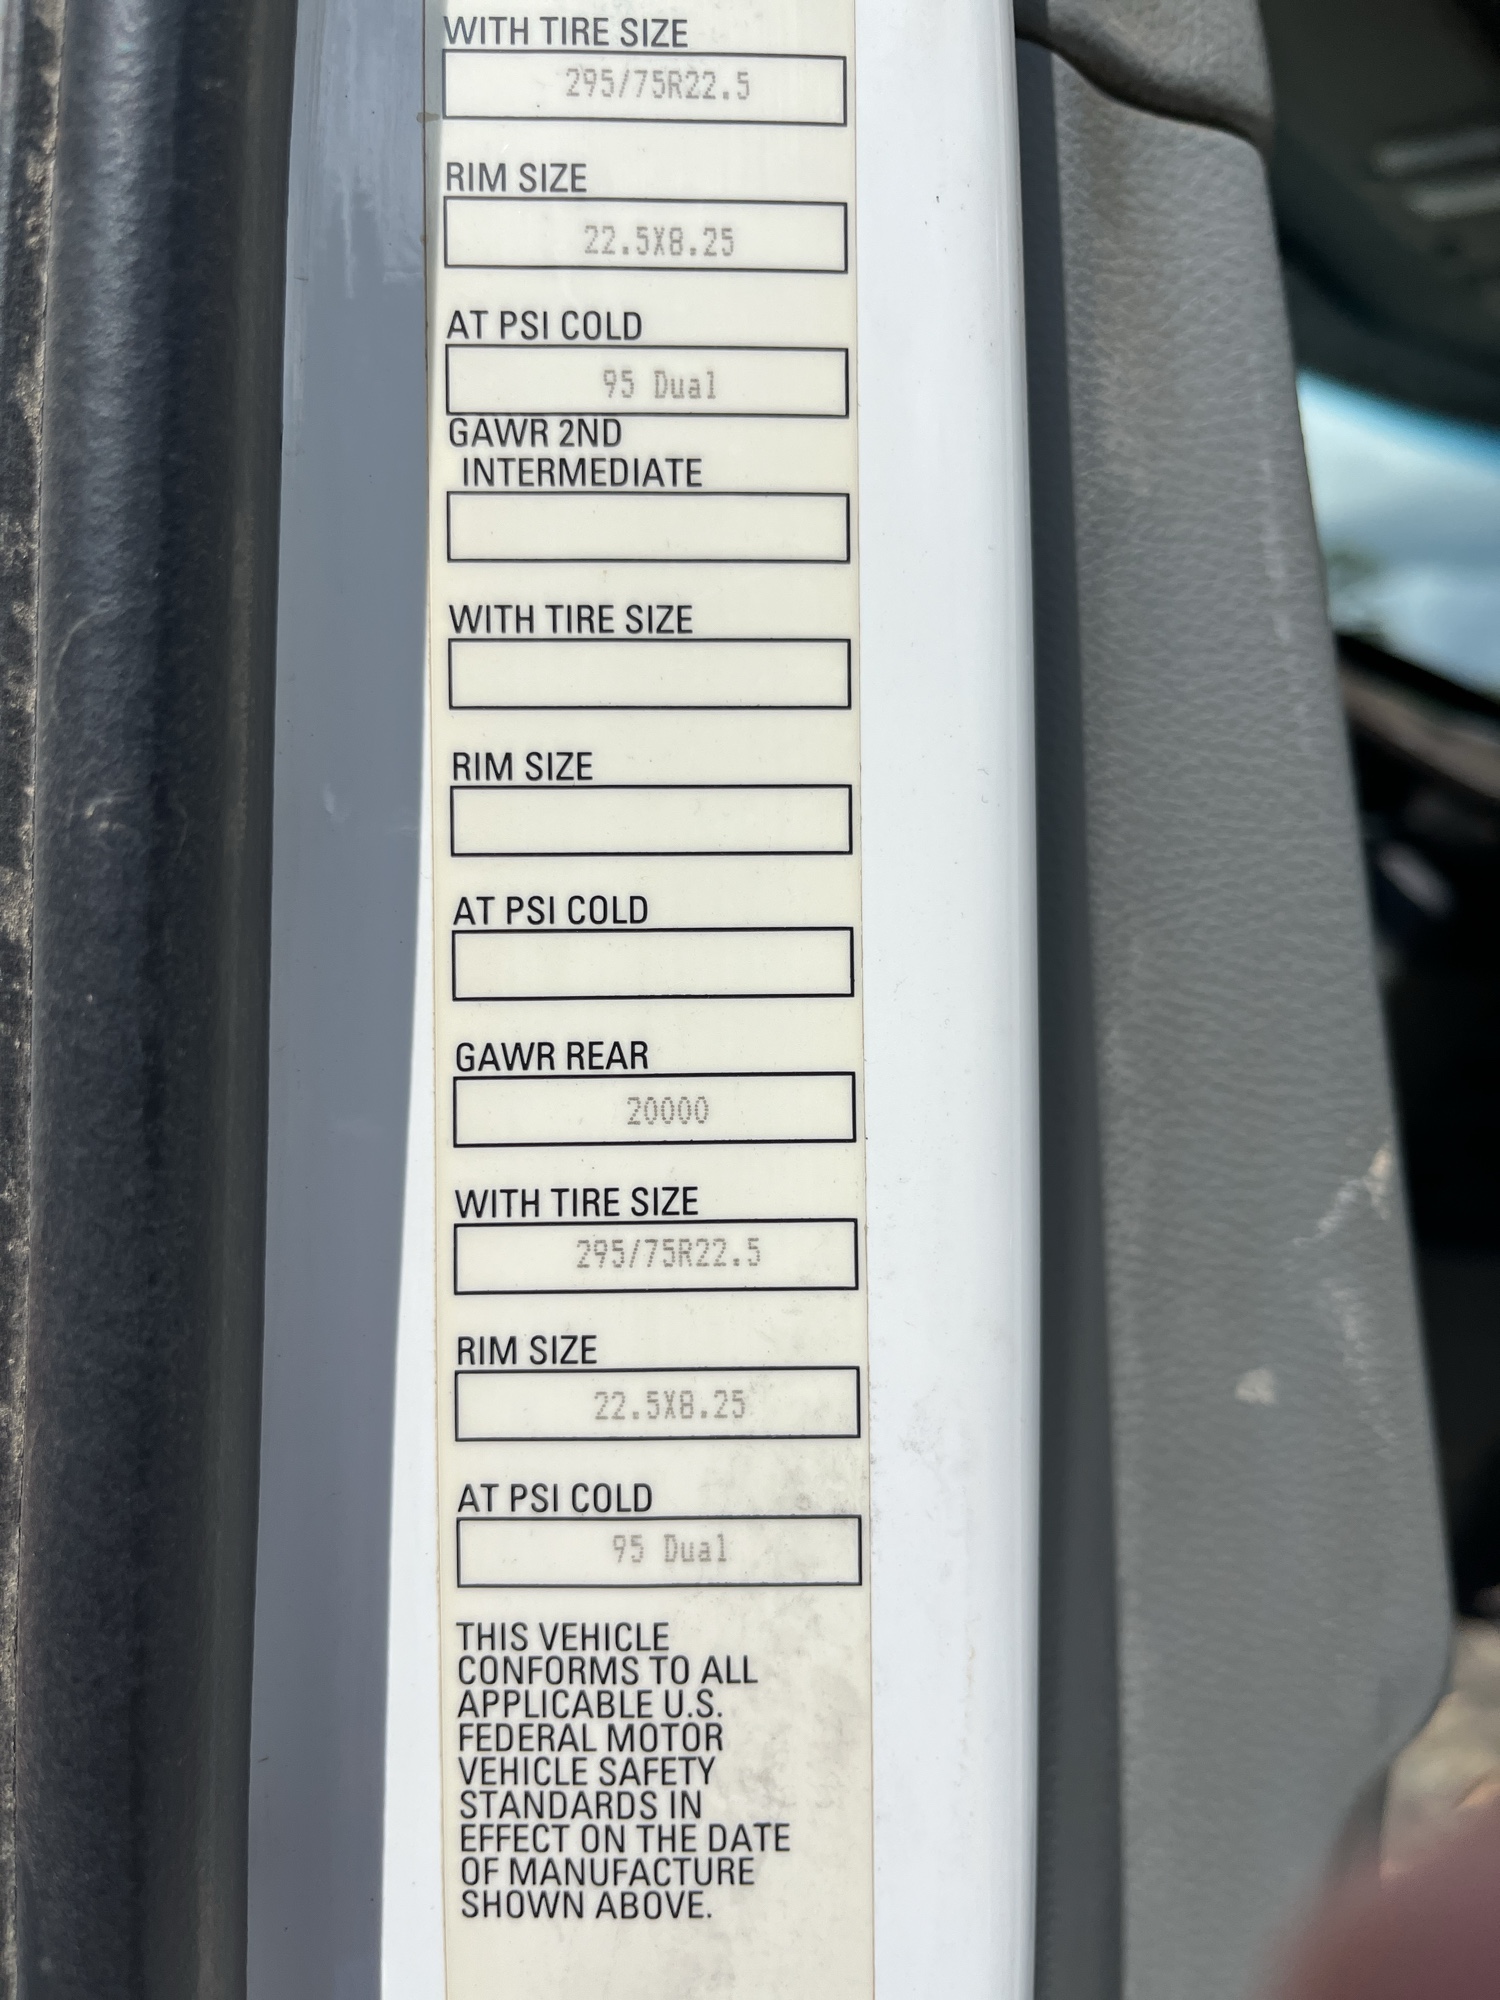 WITH TIRE SIZE
295/75R22.5
RIM SIZE
22.5X8.25
AT PSI COLD
95 Dual
GAWR 2ND
INTERMEDIATE
WITH TIRE SIZE
RIM SIZE
AT PSI COLD
GAWR REAR
20000
WITH TIRE SIZE
295/75R22.5
RIM SIZE
22.5X8.25
AT PSI COLD
95 Dual
THIS VEHICLE
CONFORMS TO ALL
APPLICABLE U.S.
FEDERAL MOTOR
VEHICLE SAFETY
STANDARDS IN
EFFECT ON THE DATE
OF MANUFACTURE
SHOWN ABOVE.